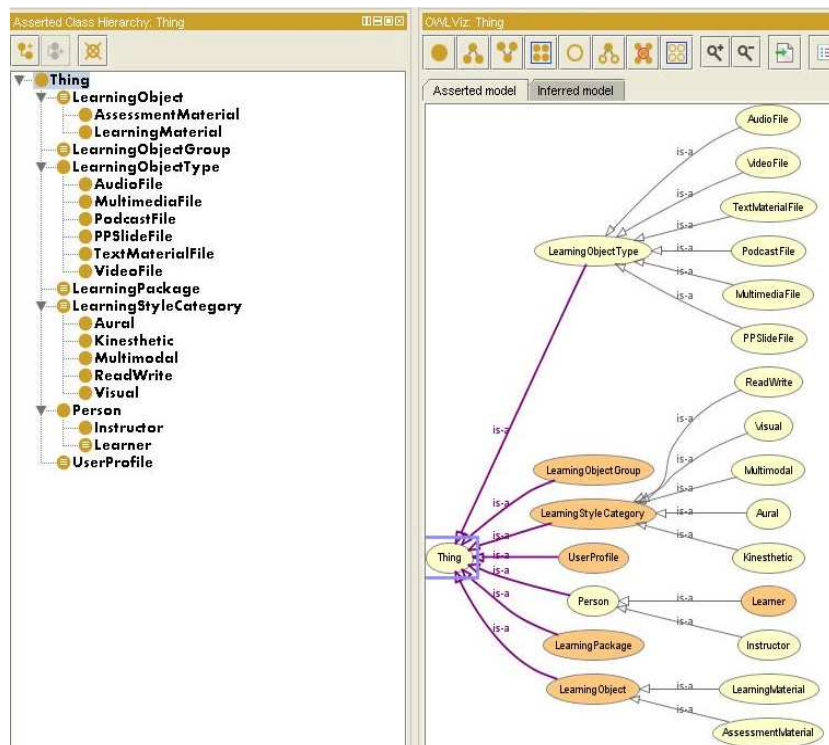 Asserted Class Hierarchy: Thing
Thing
LearningObject
AssessmentMaterial
LearningMaterial
LearningObjectGroup
LearningObjectType
AudioFile
MultimediaFile
PodcastFile
PPSlideFile
TextMaterialFile
VideoFile
LearningPackage
LearningStyleCategory
Aural
Kinesthetic
Multimodal
ReadWrite
Visual
Person
Instructor
Learner
UserProfile
OWLViz: Thing
Asserted model Inferred model
AudioFile
is-a
VideoFile
is-a
TextMaterialFile
is-a
LearningObjectType
is-a
PodcastFile
is-a
MultimediaFile
is-a
PPSlideFile
ReadWrite
is-a
Visual
is-a
is-a
LearningObjectGroup
is-a
Multimodal
is-a
LearningStyleCategory
is-a
Aural
is-a
is-a
Thing
is-a
UserProfile
Kinesthetic
is-a
is-a
Person
is-a
Learner
is-a
is-a
LearningPackage
Instructor
LearningObject
is-a
LearningMaterial
is-a
AssessmentMaterial